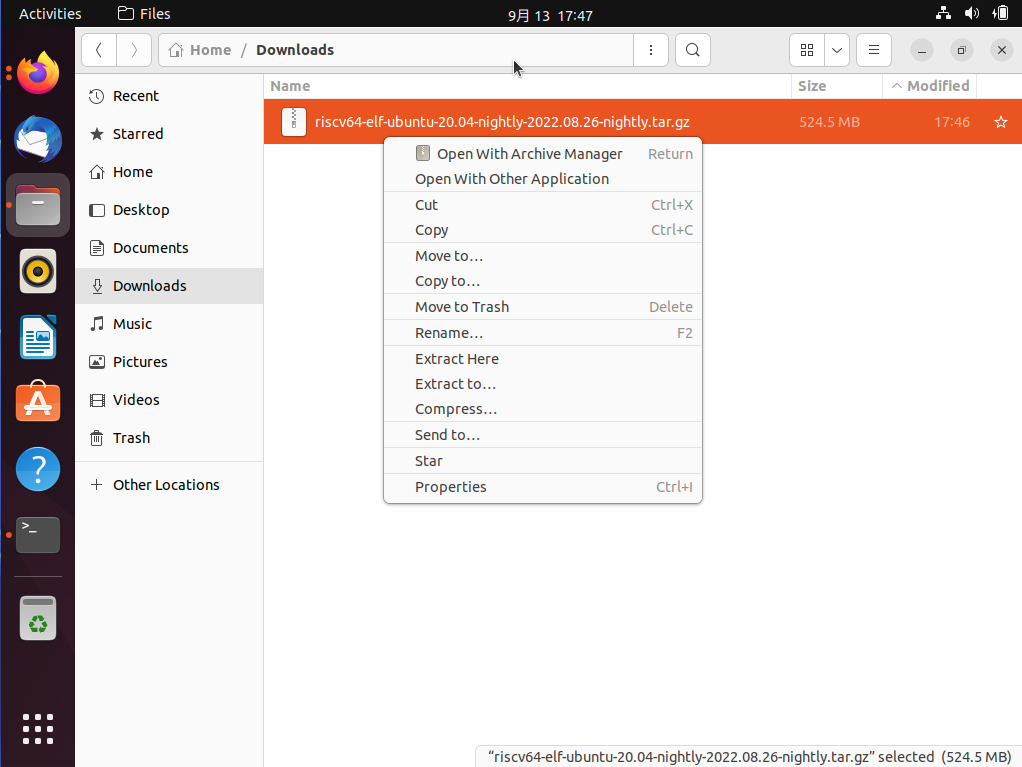 Activities
Files
9月 13 17:47
Home / Downloads
Name
Size
Modified
Recent
riscv64-elf-ubuntu-20.04-nightly-2022.08.26-nightly.tar.gz
524.5 MB
17:46
Starred
Home
Desktop
Documents
Downloads
Music
Pictures
Videos
Trash
Other Locations
Open With Archive Manager Return
Open With Other Application
Cut Ctrl+X
Copy Ctrl+C
Move to…
Copy to…
Move to Trash Delete
Rename… F2
Extract Here
Extract to…
Compress…
Send to…
Star
Properties Ctrl+I
>_
?
“riscv64-elf-ubuntu-20.04-nightly-2022.08.26-nightly.tar.gz” selected (524.5 MB)